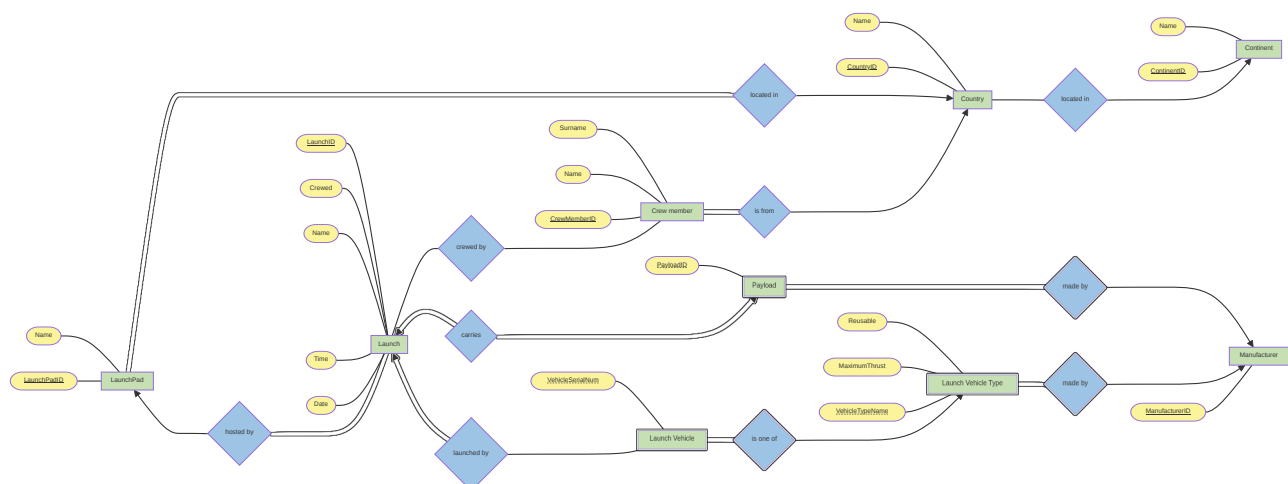 Name
Name
CountryID
Continent
ContinentID
located in
Country
located in
Surname
LaunchID
Name
Crewed
CrewMemberID
Crew member
is from
Name
crewed by
PayloadID
Payload
made by
Reusable
Name
carries
Launch
Time
MaximumThrust
Manufacturer
LaunchPadID
LaunchPad
VehicleSerialNum
Launch Vehicle Type
made by
Date
VehicleTypeName
ManufacturerID
hosted by
Launch Vehicle
is one of
launched by